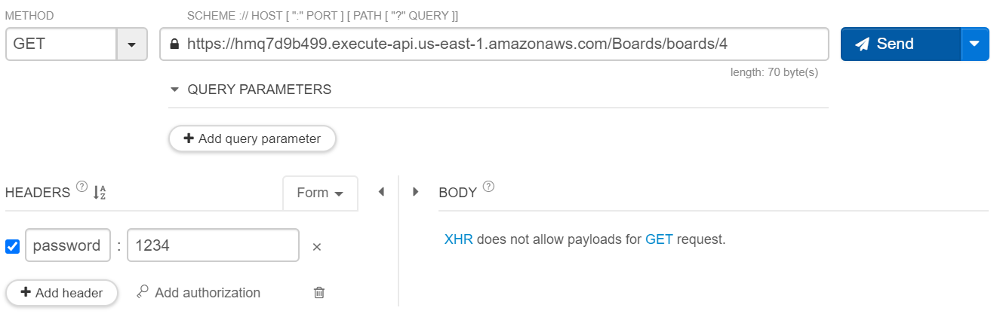 METHOD SCHEME :// HOST [ ":" PORT ] [ PATH [ "?" QUERY ]]
GET https://hmq7d9b499.execute-api.us-east-1.amazonaws.com/Boards/boards/4 Send
length: 70 byte(s)
QUERY PARAMETERS
+ Add query parameter
HEADERS ? A Z Form BODY ?
password : 1234 ×
XHR does not allow payloads for GET request.
+ Add header Add authorization